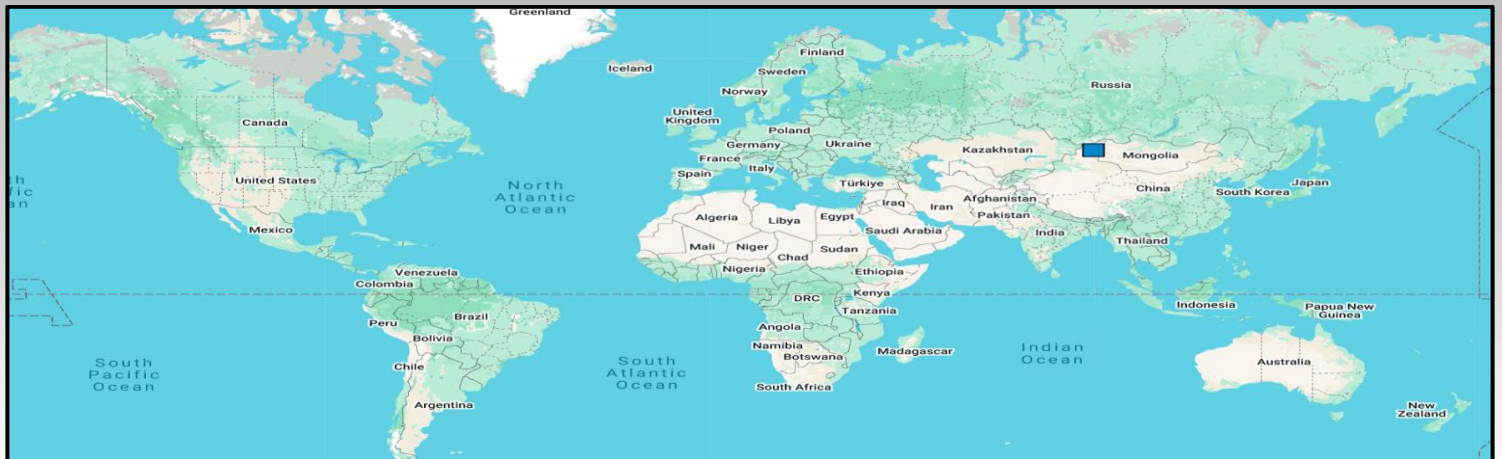 Greenland
Iceland
Finland
Sweden
Norway
Russia
United
Kingdom
Canada
Poland
Germany
Ukraine
Kazakhstan
Mongolia
France
Italy
Spain
United States
Türkiye
North
Atlantic
Ocean
China
South Korea
Japan
Afghanistan
Iraq
Iran
Pakistan
Algeria
Libya
Egypt
Saudi Arabia
India
Mexico
Mali
Niger
Chad
Sudan
Thailand
Nigeria
Ethiopia
Venezuela
Colombia
DRC
Kenya
Tanzania
Indonesia
Papua New
Guinea
Peru
Brazil
Bolivia
Angola
Namibia
Botswana
Madagascar
Indian
Ocean
South
Pacific
Ocean
Chile
South
Atlantic
Ocean
South Africa
Australia
Argentina
New
Zealand